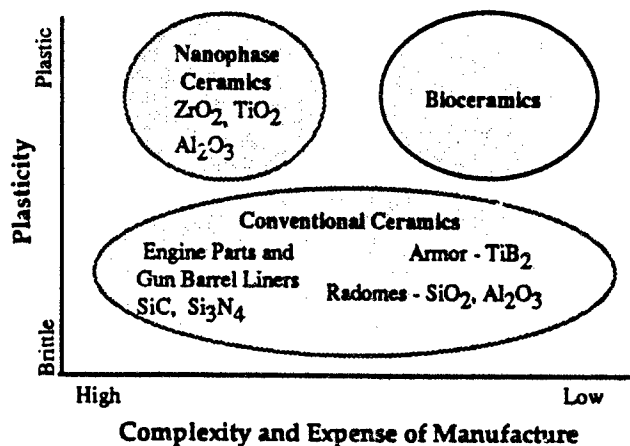 Plastic
Plasticity
Brittle
Nanophase
Ceramics
ZrO₂, TiO₂
Al₂O₃
Bioceramics
Conventional Ceramics
Engine Parts and
Gun Barrel Liners
SiC, Si₃N₄
Armor - TiB₂
Radomes - SiO₂, Al₂O₃
High
Low
Complexity and Expense of Manufacture